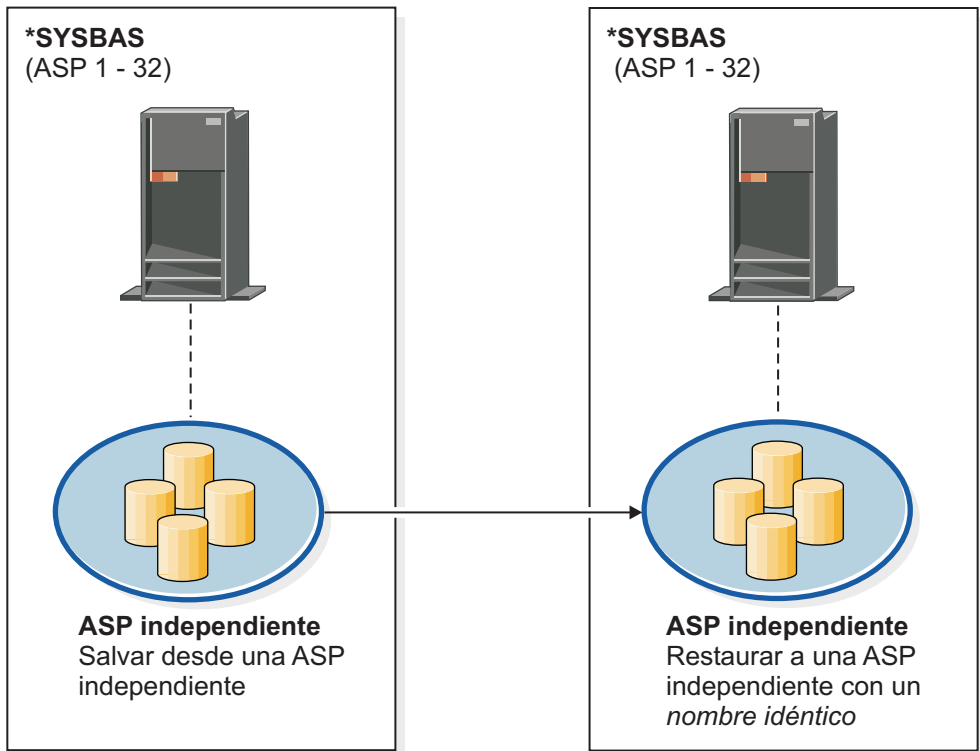 *SYSBAS
(ASP 1 - 32)
ASP independiente
Salvar desde una ASP
independiente
*SYSBAS
(ASP 1 - 32)
ASP independiente
Restaurar a una ASP
independiente con un
nombre idéntico